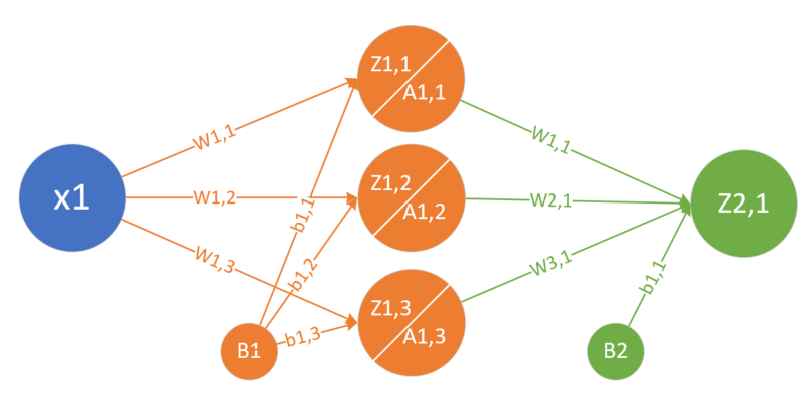 Z1,1
A1,1
W1,1
W1,1
x1
W1,2
Z1,2
A1,2
W2,1
Z2,1
b1,1
W1,3
b1,2
W3,1
b1,1
Z1,3
A1,3
b1,3
B1
B2